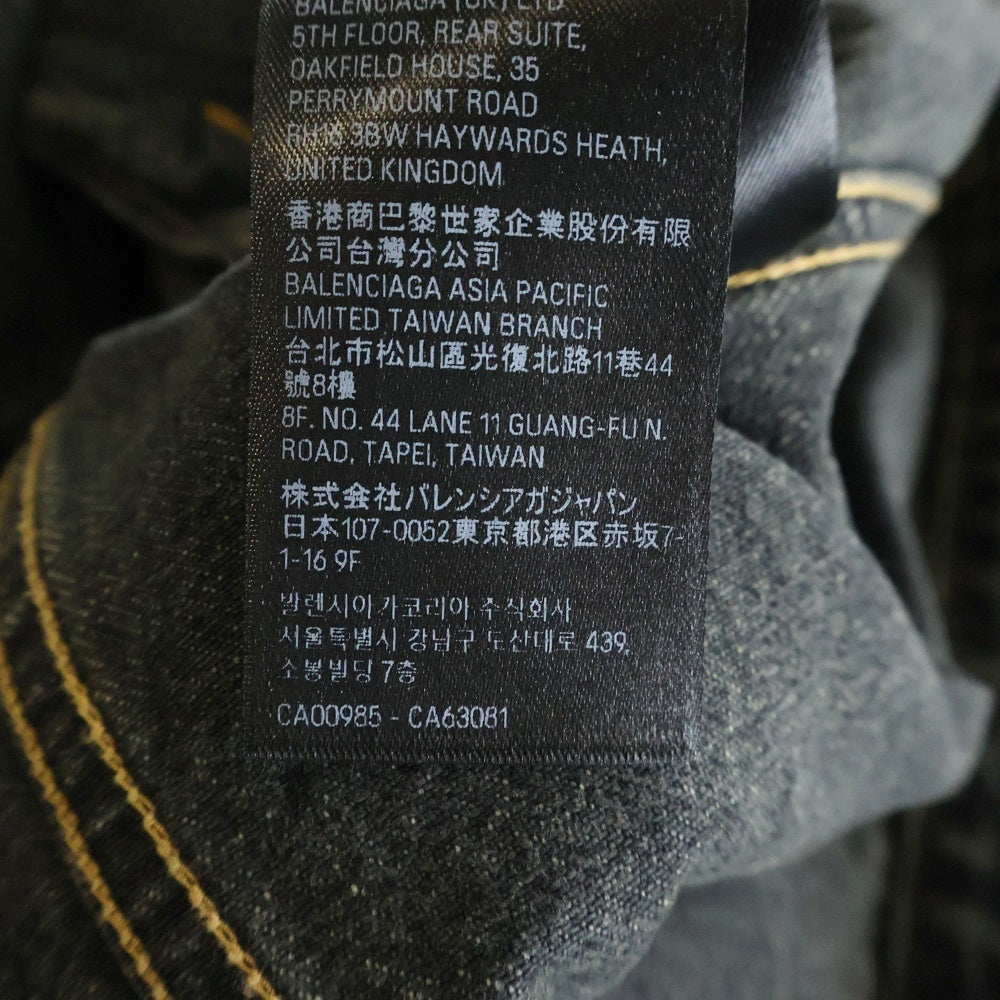 BALENCIAGA (UK) LTD
5TH FLOOR, REAR SUITE,
OAKFIELD HOUSE, 35
PERRYMOUNT ROAD
RH16 3BW HAYWARDS HEATH,
UNITED KINGDOM
香港商巴黎世家企業股份有限
公司台灣分公司
BALENCIAGA ASIA PACIFIC
LIMITED TAIWAN BRANCH
台北市松山區光復北路11巷44
號8樓
8F. NO. 44 LANE 11 GUANG-FU N.
ROAD, TAPEI, TAIWAN
株式会社バレンシアガジャパン
日本107-0052東京都港区赤坂7-
1-16 9F
발렌시아가코리아 주식회사
서울특별시 강남구 도산대로 439,
소봉빌딩 7층
CA00985 - CA63081